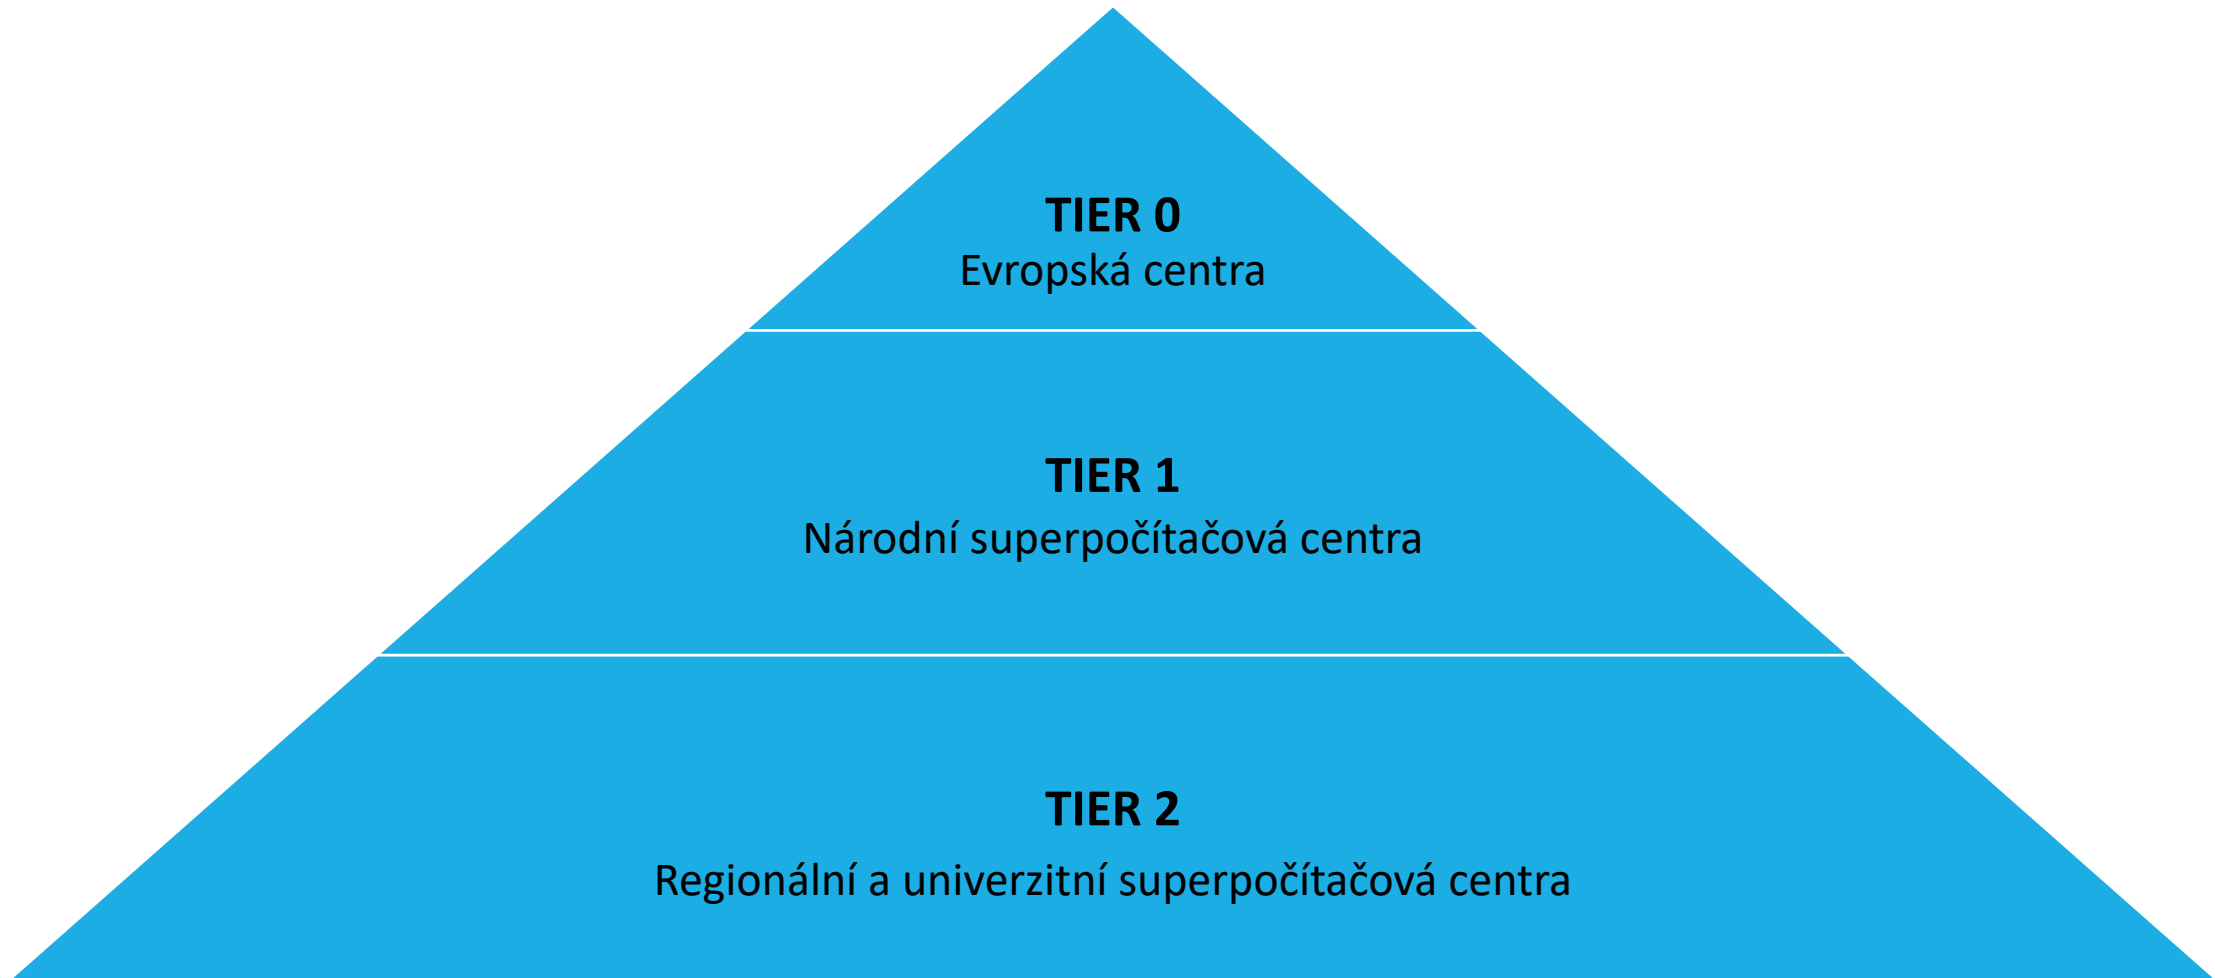 TIER 0
Evropská centra
TIER 1
Národní superpočítačová centra
TIER 2
Regionální a univerzitní superpočítačová centra